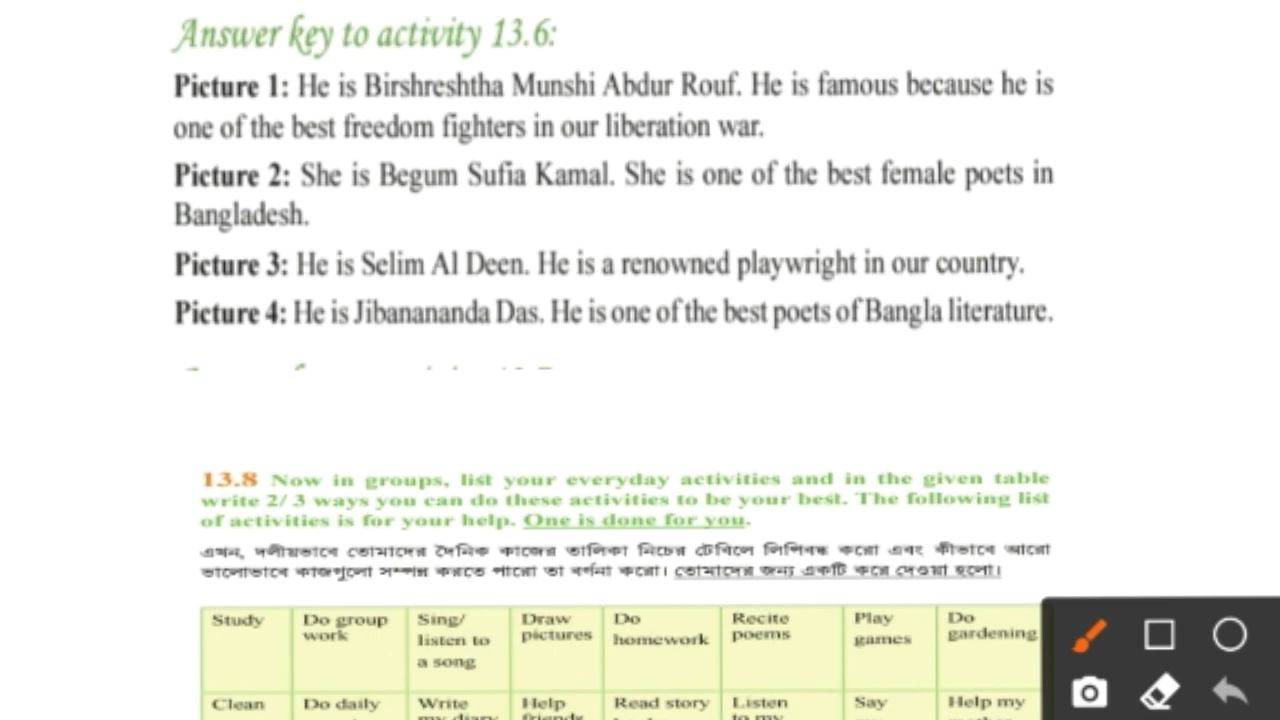 Answer key to activity 13.6:
Picture 1: He is Birshreshtha Munshi Abdur Rouf. He is famous because he is
one of the best freedom fighters in our liberation war.
Picture 2: She is Begum Sufia Kamal. She is one of the best female poets in
Bangladesh.
Picture 3: He is Selim Al Deen. He is a renowned playwright in our country.
Picture 4: He is Jibanananda Das. He is one of the best poets of Bangla literature.
13.8 Now in groups, list your everyday activities and in the given table
write 2/ 3 ways you can do these activities to be your best. The following list
of activities is for your help. One is done for you.
এখন, দলীয়ভাবে তোমাদের দৈনিক কাজের তালিকা নিচের টেবিলে লিপিবদ্ধ করো এবং কীভাবে আরো
ভালোভাবে কাজগুলো সম্পন্ন করতে পারো তা বর্ণনা করো। তোমাদের জন্য একটি করে দেওয়া হলো।
Study Do group Sing/ Draw Do Recite Play Do
work listen to pictures homework poems games gardening
a song
Clean Do daily Write Help Read story Listen Say Help my
my diary friends to my